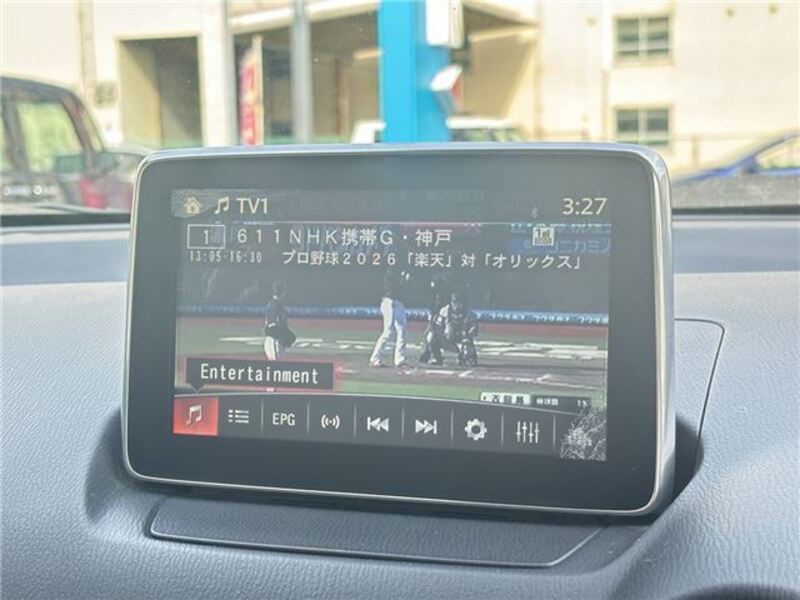 TV1 3:27
1 611NHK携帯G・神戸
13:05-16:30 プロ野球2026「楽天」対「オリックス」
Entertainment
EPG